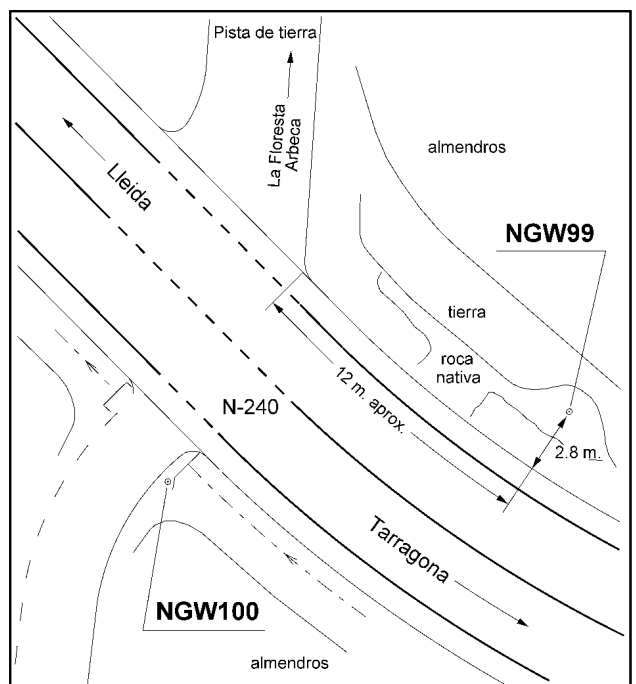 Pista de tierra
La Floresta
Arbeca
almendros
Lleida
NGW99
tierra
roca
nativa
12 m. aprox.
N-240
2.8 m.
Tarragona
NGW100
almendros